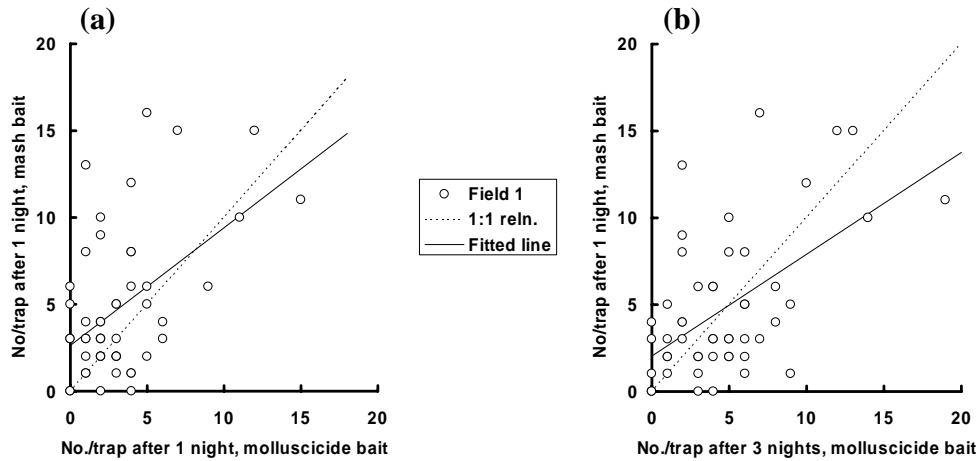 (a)
No/trap after 1 night, mash bait
20
15
10
5
0
0 5 10 15 20
No./trap after 1 night, molluscicide bait
Field 1
1:1 reln.
Fitted line
(b)
No/trap after 1 night, mash bait
20
15
10
5
0
0 5 10 15 20
No./trap after 3 nights, molluscicide bait